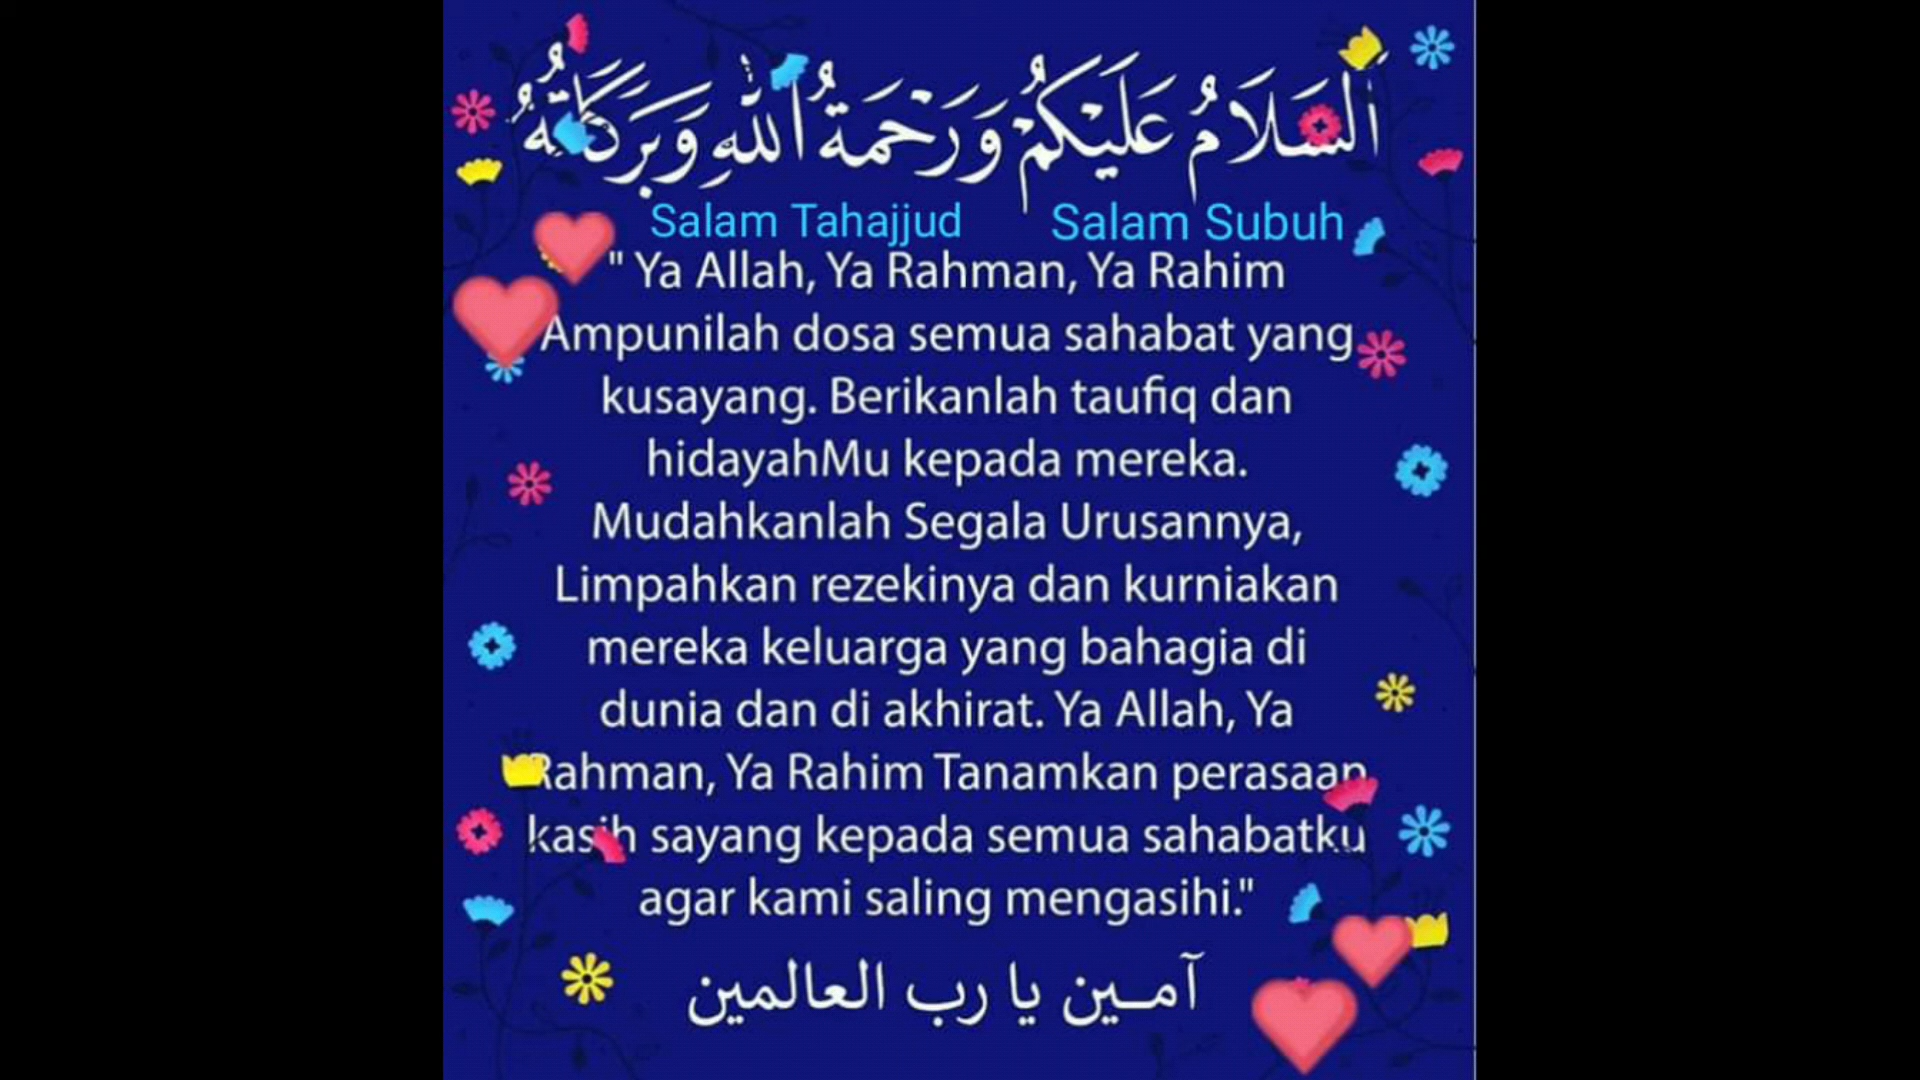 اَلسَّلَامُ عَلَيْكُمْ وَرَحْمَةُ اللهِ وَبَرَكَاتُهُ
Salam Tahajjud Salam Subuh
" Ya Allah, Ya Rahman, Ya Rahim
Ampunilah dosa semua sahabat yang
kusayang. Berikanlah taufiq dan
hidayahMu kepada mereka.
Mudahkanlah Segala Urusannya,
Limpahkan rezekinya dan kurniakan
mereka keluarga yang bahagia di
dunia dan di akhirat. Ya Allah, Ya
Rahman, Ya Rahim Tanamkan perasaan
kasih sayang kepada semua sahabatku
agar kami saling mengasihi."
آمـين يا رب العالمين